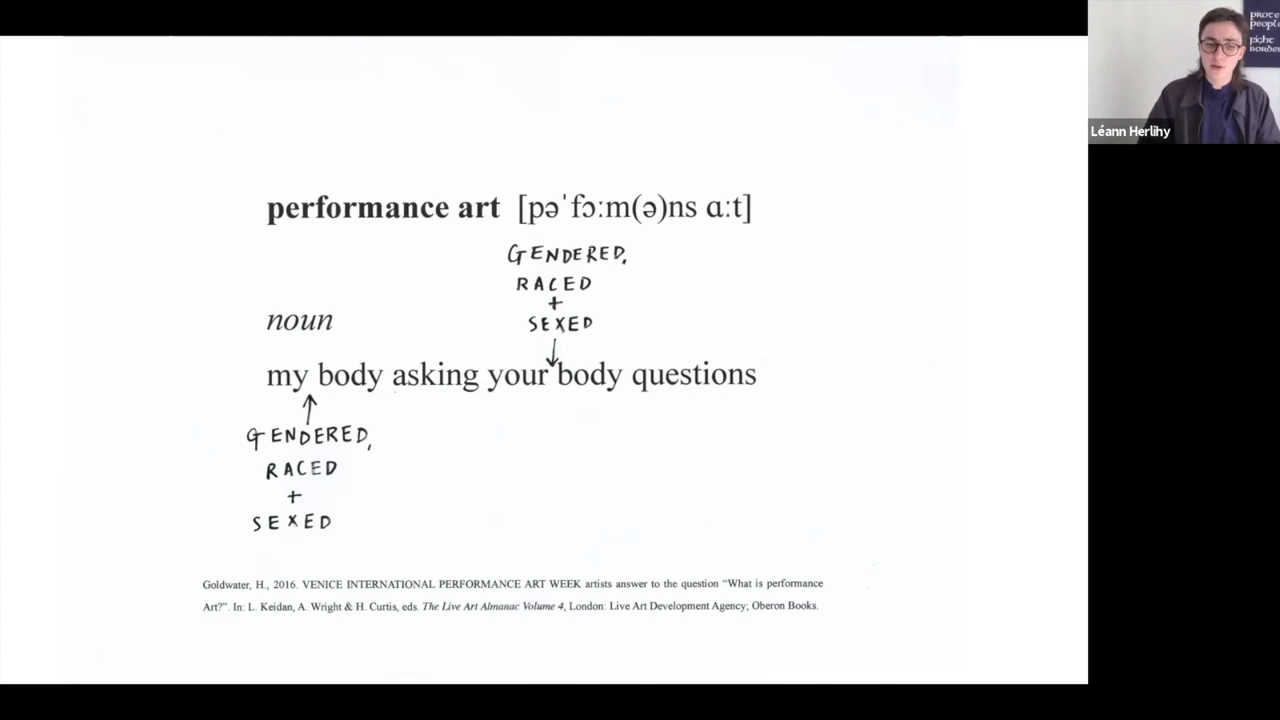 performance art [pəˈfɔːm(ə)ns ɑːt]
GENDERED,
RACED
+
SEXED
noun
my body asking your body questions
GENDERED,
RACED
+
SEXED
Goldwater, H., 2016. VENICE INTERNATIONAL PERFORMANCE ART WEEK artists answer to the question “What is performance
Art?”. In: L. Keidan, A. Wright & H. Curtis, eds. The Live Art Almanac Volume 4, London: Live Art Development Agency; Oberon Books.
Léann Herlihy